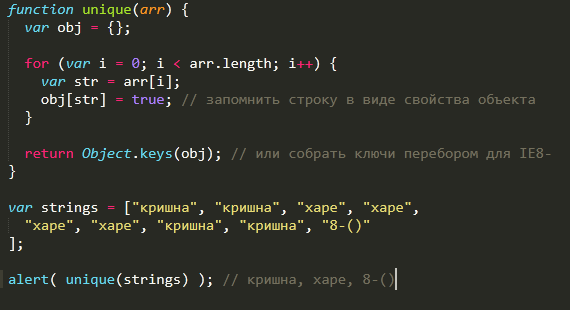 function unique(arr) {
var obj = {};
for (var i = 0; i < arr.length; i++) {
var str = arr[i];
obj[str] = true; // запомнить строку в виде свойства объекта
}
return Object.keys(obj); // или собрать ключи перебором для IE8-
}
var strings = ["кришна", "кришна", "харе", "харе",
"харе", "харе", "кришна", "кришна", "8-()"
];
alert( unique(strings) ); // кришна, харе, 8-()